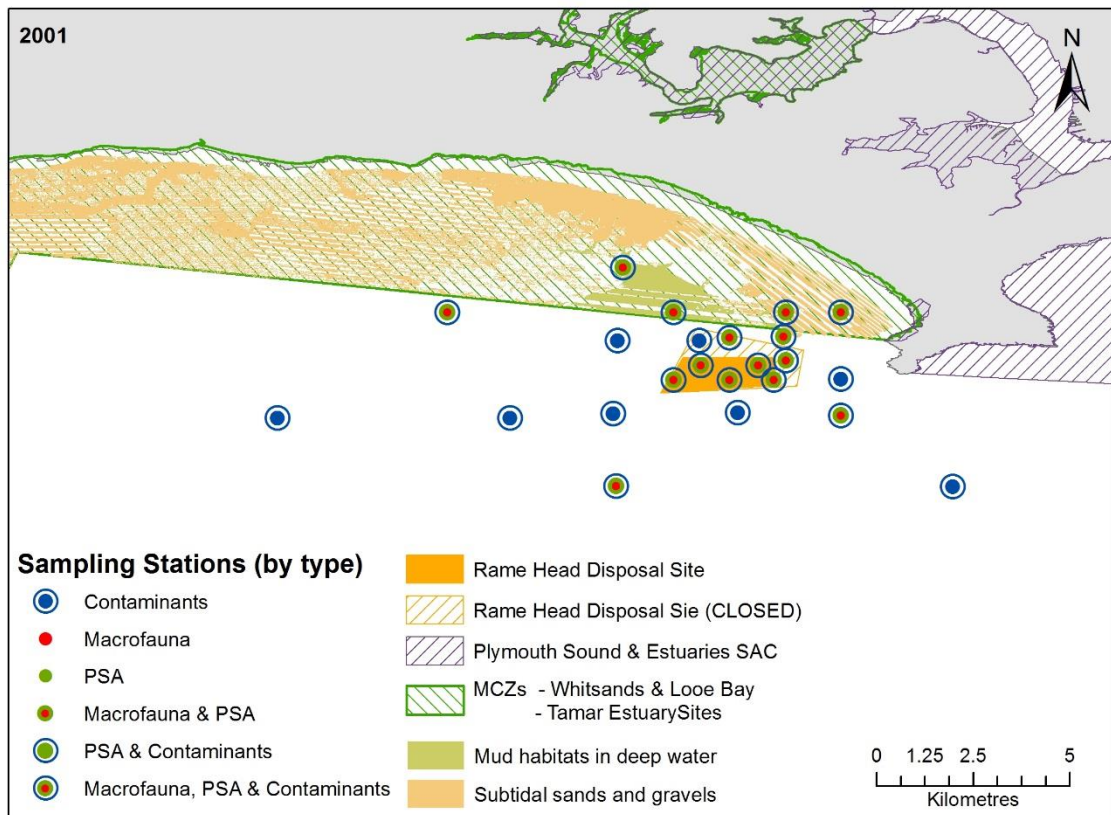 2001
N
Sampling Stations (by type)
Contaminants
Macrofauna
PSA
Macrofauna & PSA
PSA & Contaminants
Macrofauna, PSA & Contaminants
Rame Head Disposal Site
Rame Head Disposal Sie (CLOSED)
Plymouth Sound & Estuaries SAC
MCZs - Whitsands & Looe Bay
- Tamar EstuarySites
Mud habitats in deep water
Subtidal sands and gravels
0 1.25 2.5 5
Kilometres